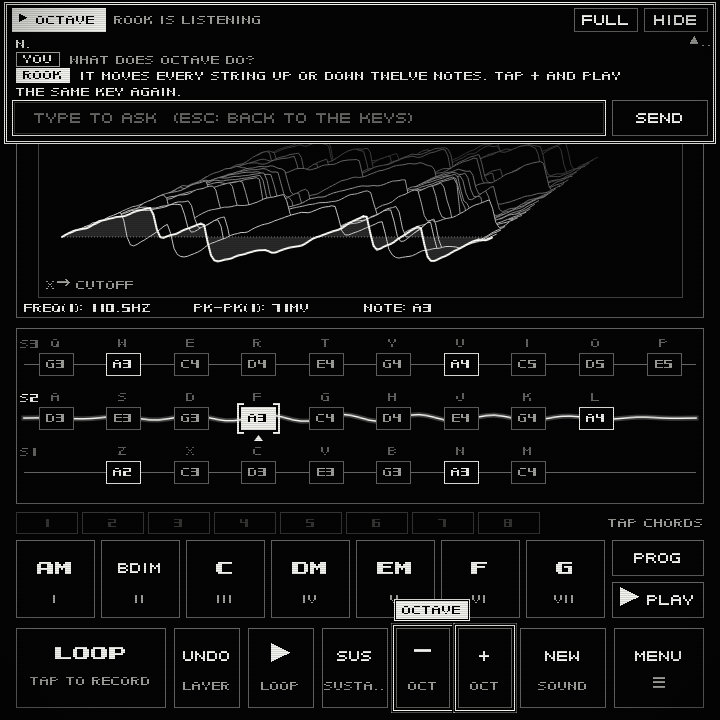 ▶ OCTAVE ROOK IS LISTENING FULL HIDE
N.
YOU WHAT DOES OCTAVE DO?
ROOK IT MOVES EVERY STRING UP OR DOWN TWELVE NOTES. TAP + AND PLAY
THE SAME KEY AGAIN.
TYPE TO ASK (ESC: BACK TO THE KEYS) SEND
X→ CUTOFF
FREQ(1): 110.5HZ PK-PK(1): 71MV NOTE: A3
S3 Q W E R T Y U I O P
G3 A3 C4 D4 E4 G4 A4 C5 D5 E5
S2 A S D F G H J K L
D3 E3 G3 A3 C4 D4 E4 G4 A4
S1 Z X C V B N M
A2 C3 D3 E3 G3 A3 C4
1 2 3 4 5 6 7 8 TAP CHORDS
AM BDIM C DM EM F G PROG
I II III IV V VI VII ▶ PLAY
OCTAVE
LOOP UNDO ▶ SUS − + NEW MENU
TAP TO RECORD LAYER LOOP SUSTA.. OCT OCT SOUND ☰